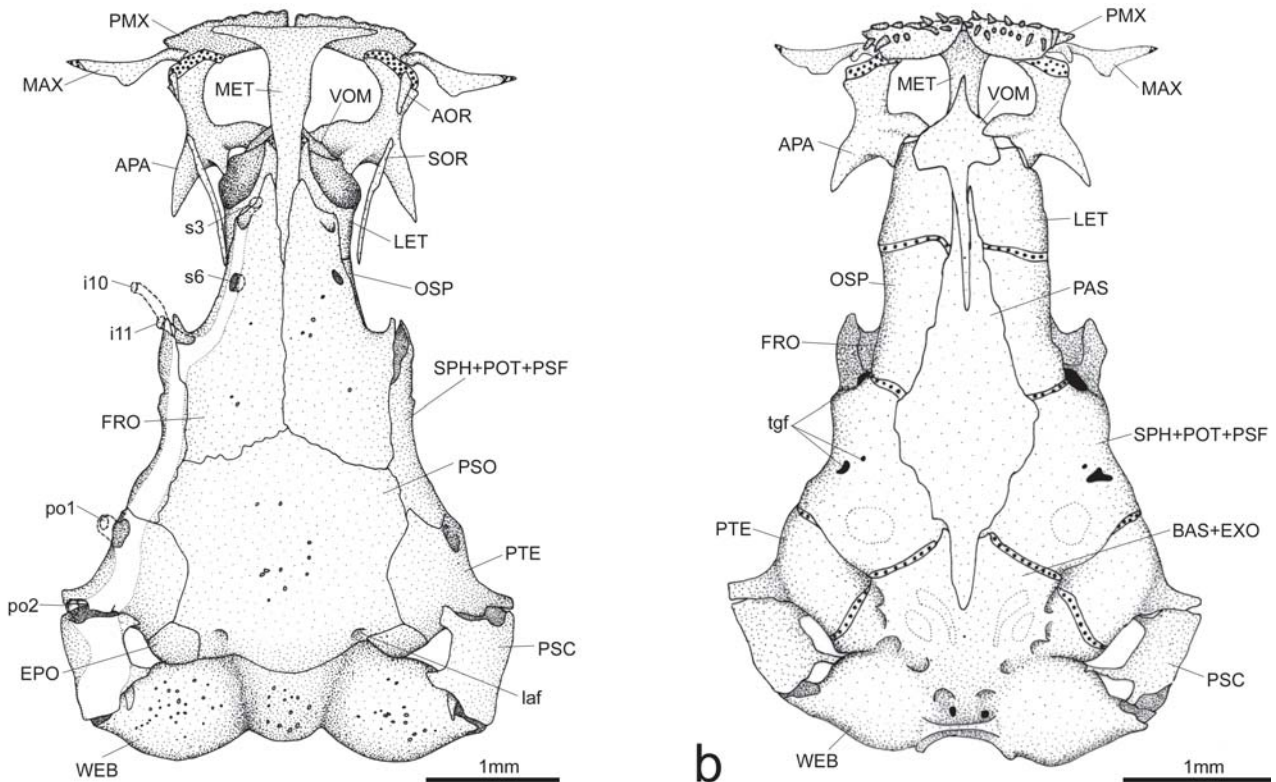 PMX
MAX
MET
VOM
AOR
APA
SOR
s3
LET
s6
OSP
i10
i11
SPH+POT+PSF
FRO
PSO
po1
PTE
po2
EPO
PSC
laf
WEB
1mm
PMX
MET
VOM
MAX
APA
LET
OSP
PAS
FRO
tgf
SPH+POT+PSF
PTE
BAS+EXO
PSC
WEB
b
1mm